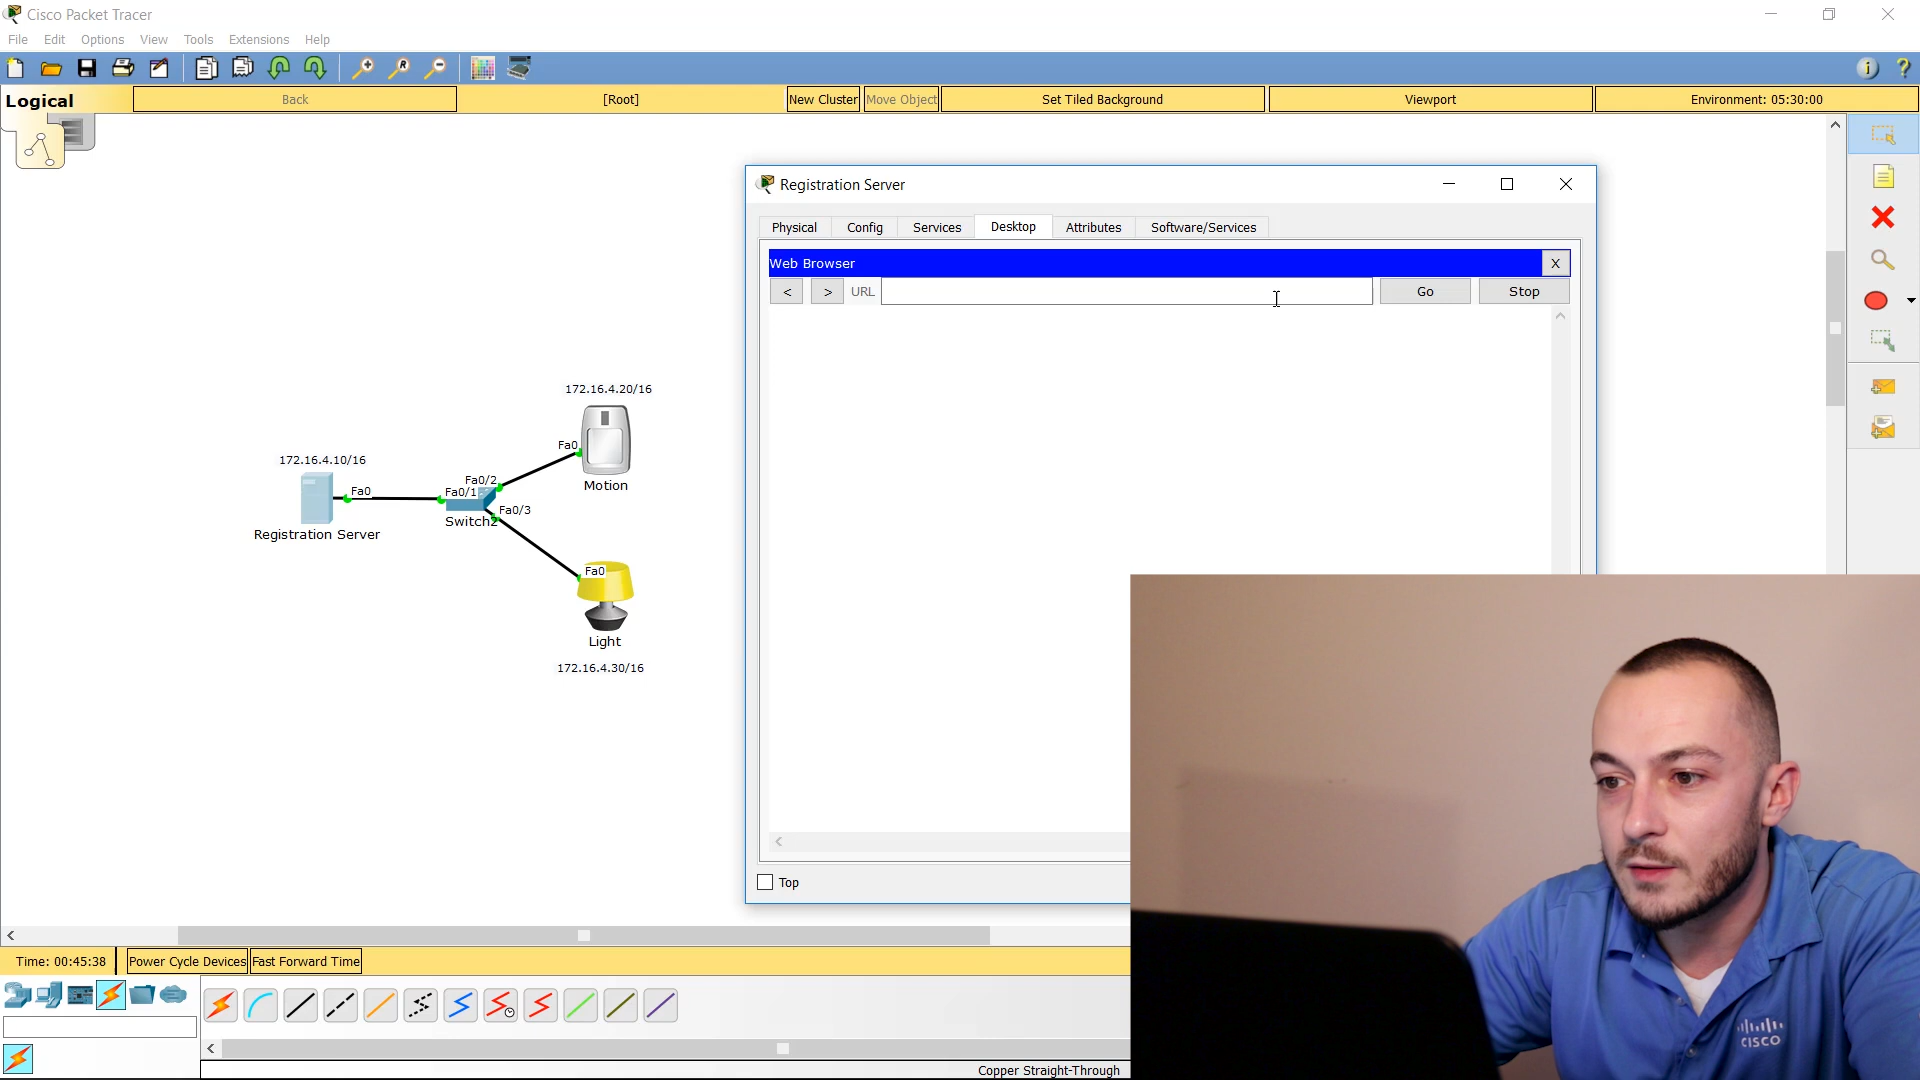 Cisco Packet Tracer
File Edit Options View Tools Extensions Help
Logical Back [Root] New Cluster Move Object Set Tiled Background Viewport Environment: 05:30:00
Registration Server
Physical Config Services Desktop Attributes Software/Services
Web Browser X
< > URL Go Stop
172.16.4.20/16
Fa0
Motion
172.16.4.10/16
Fa0
Fa0/2
Fa0/1
Switch2
Fa0/3
Registration Server
Fa0
Light
172.16.4.30/16
Top
Time: 00:45:38 Power Cycle Devices Fast Forward Time
Copper Straight-Through
CISCO